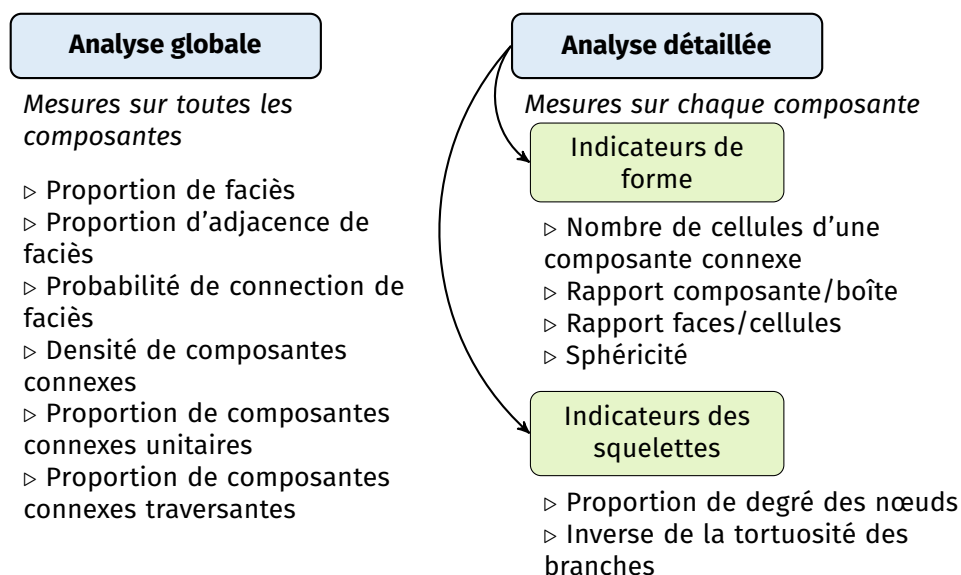 Analyse globale
Mesures sur toutes les
composantes
▷ Proportion de faciès
▷ Proportion d'adjacence de
faciès
▷ Probabilité de connection de
faciès
▷ Densité de composantes
connexes
▷ Proportion de composantes
connexes unitaires
▷ Proportion de composantes
connexes traversantes
Analyse détaillée
Mesures sur chaque composante
Indicateurs de
forme
▷ Nombre de cellules d'une
composante connexe
▷ Rapport composante/boîte
▷ Rapport faces/cellules
▷ Sphéricité
Indicateurs des
squelettes
▷ Proportion de degré des nœuds
▷ Inverse de la tortuosité des
branches